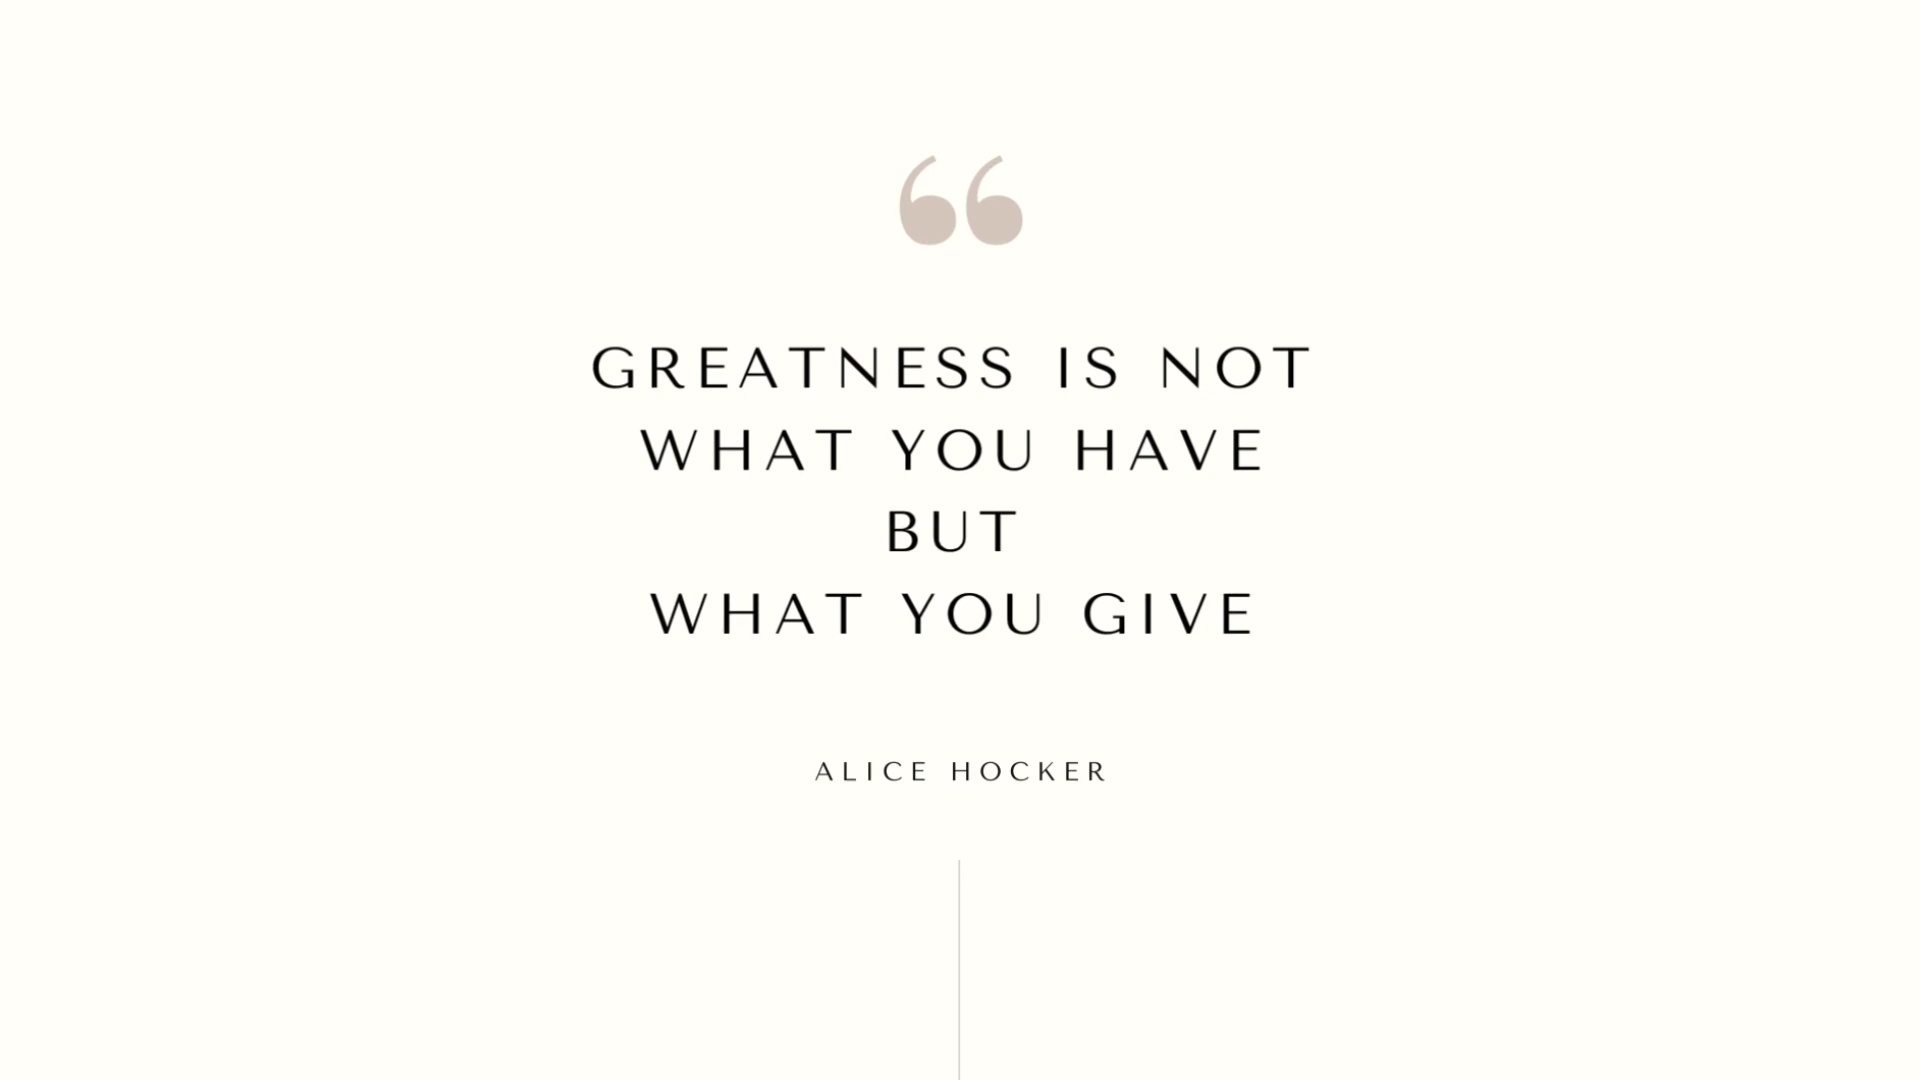 “
GREATNESS IS NOT
WHAT YOU HAVE
BUT
WHAT YOU GIVE
ALICE HOCKER